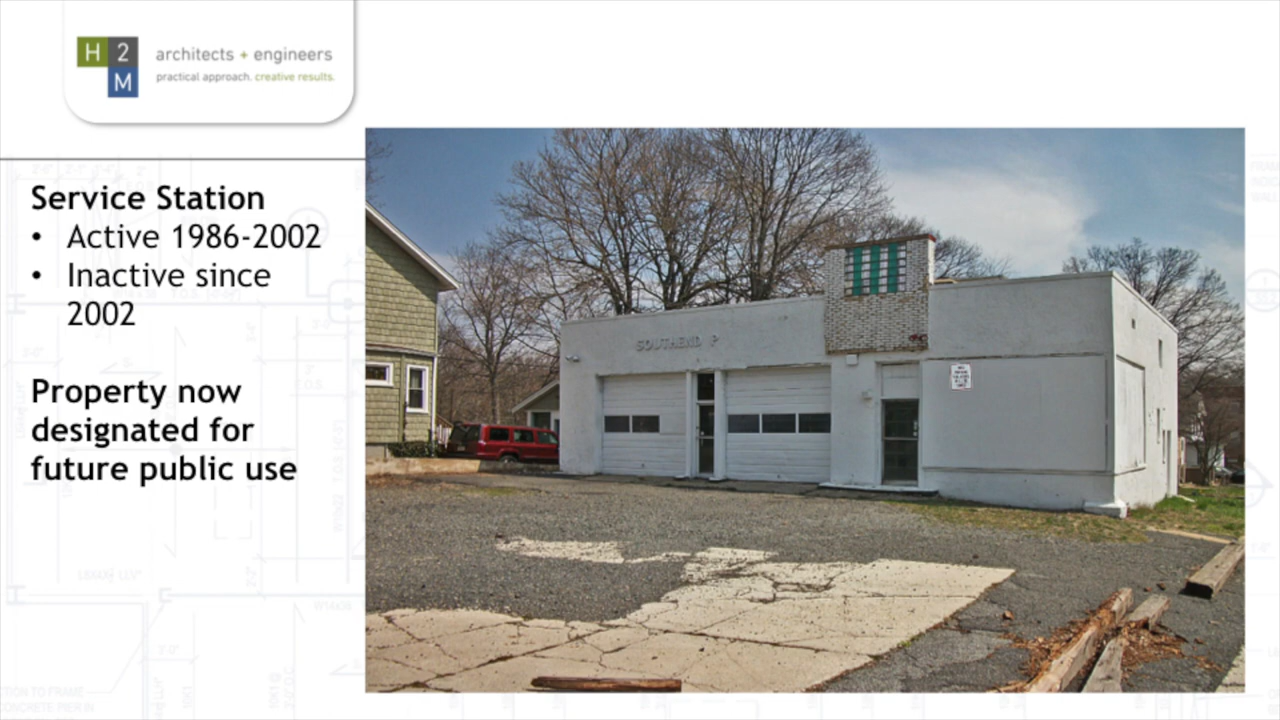 H2M
architects + engineers
practical approach. creative results.
Service Station
• Active 1986-2002
• Inactive since
2002
Property now
designated for
future public use
SOUTHEND P